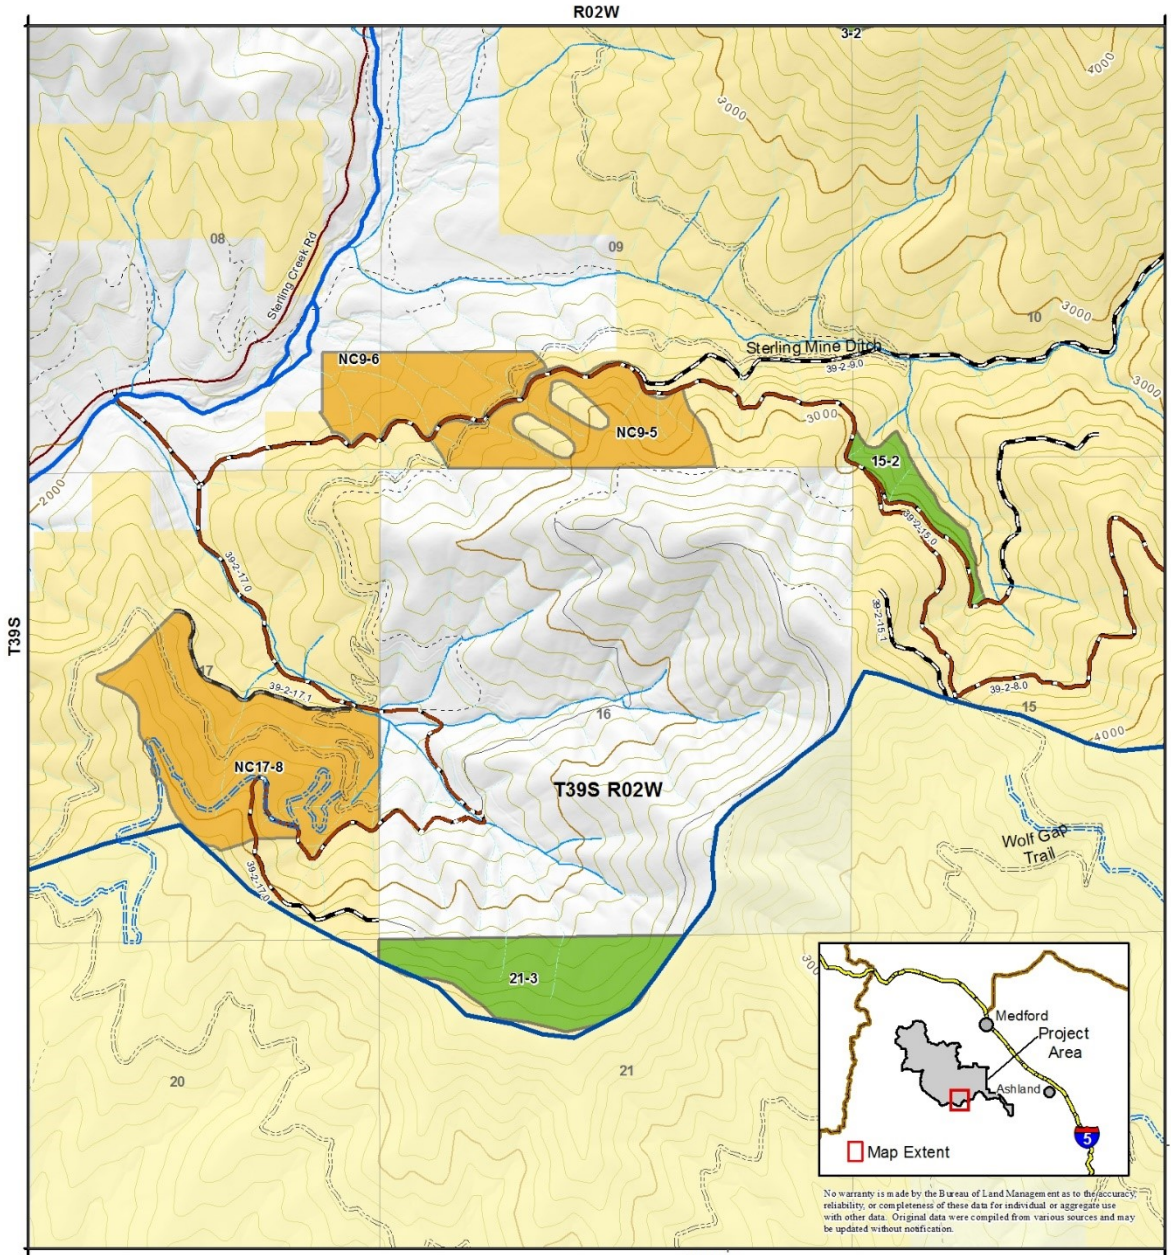 R02W
3-2
4000
3000
08
09
Sterling Creek Rd
3000
10
Sterling Mine Ditch
39-2-9.0
NC9-6
3000
3000
NC9-5
15-2
2000
39-2-15.0
39-2-17.0
T39S
39-2-15.1
17
39-2-17.1
39-2-8.0
15
16
4000
NC17-8
T39S R02W
Wolf Gap
Trail
39-2-17.0
21-3
20
21
Medford
Project
Area
Ashland
5
Map Extent
No warranty is made by the Bureau of Land Management as to the accuracy,
reliability, or completeness of these data for individual or aggregate use
with other data. Original data were compiled from various sources and may
be updated without notification.